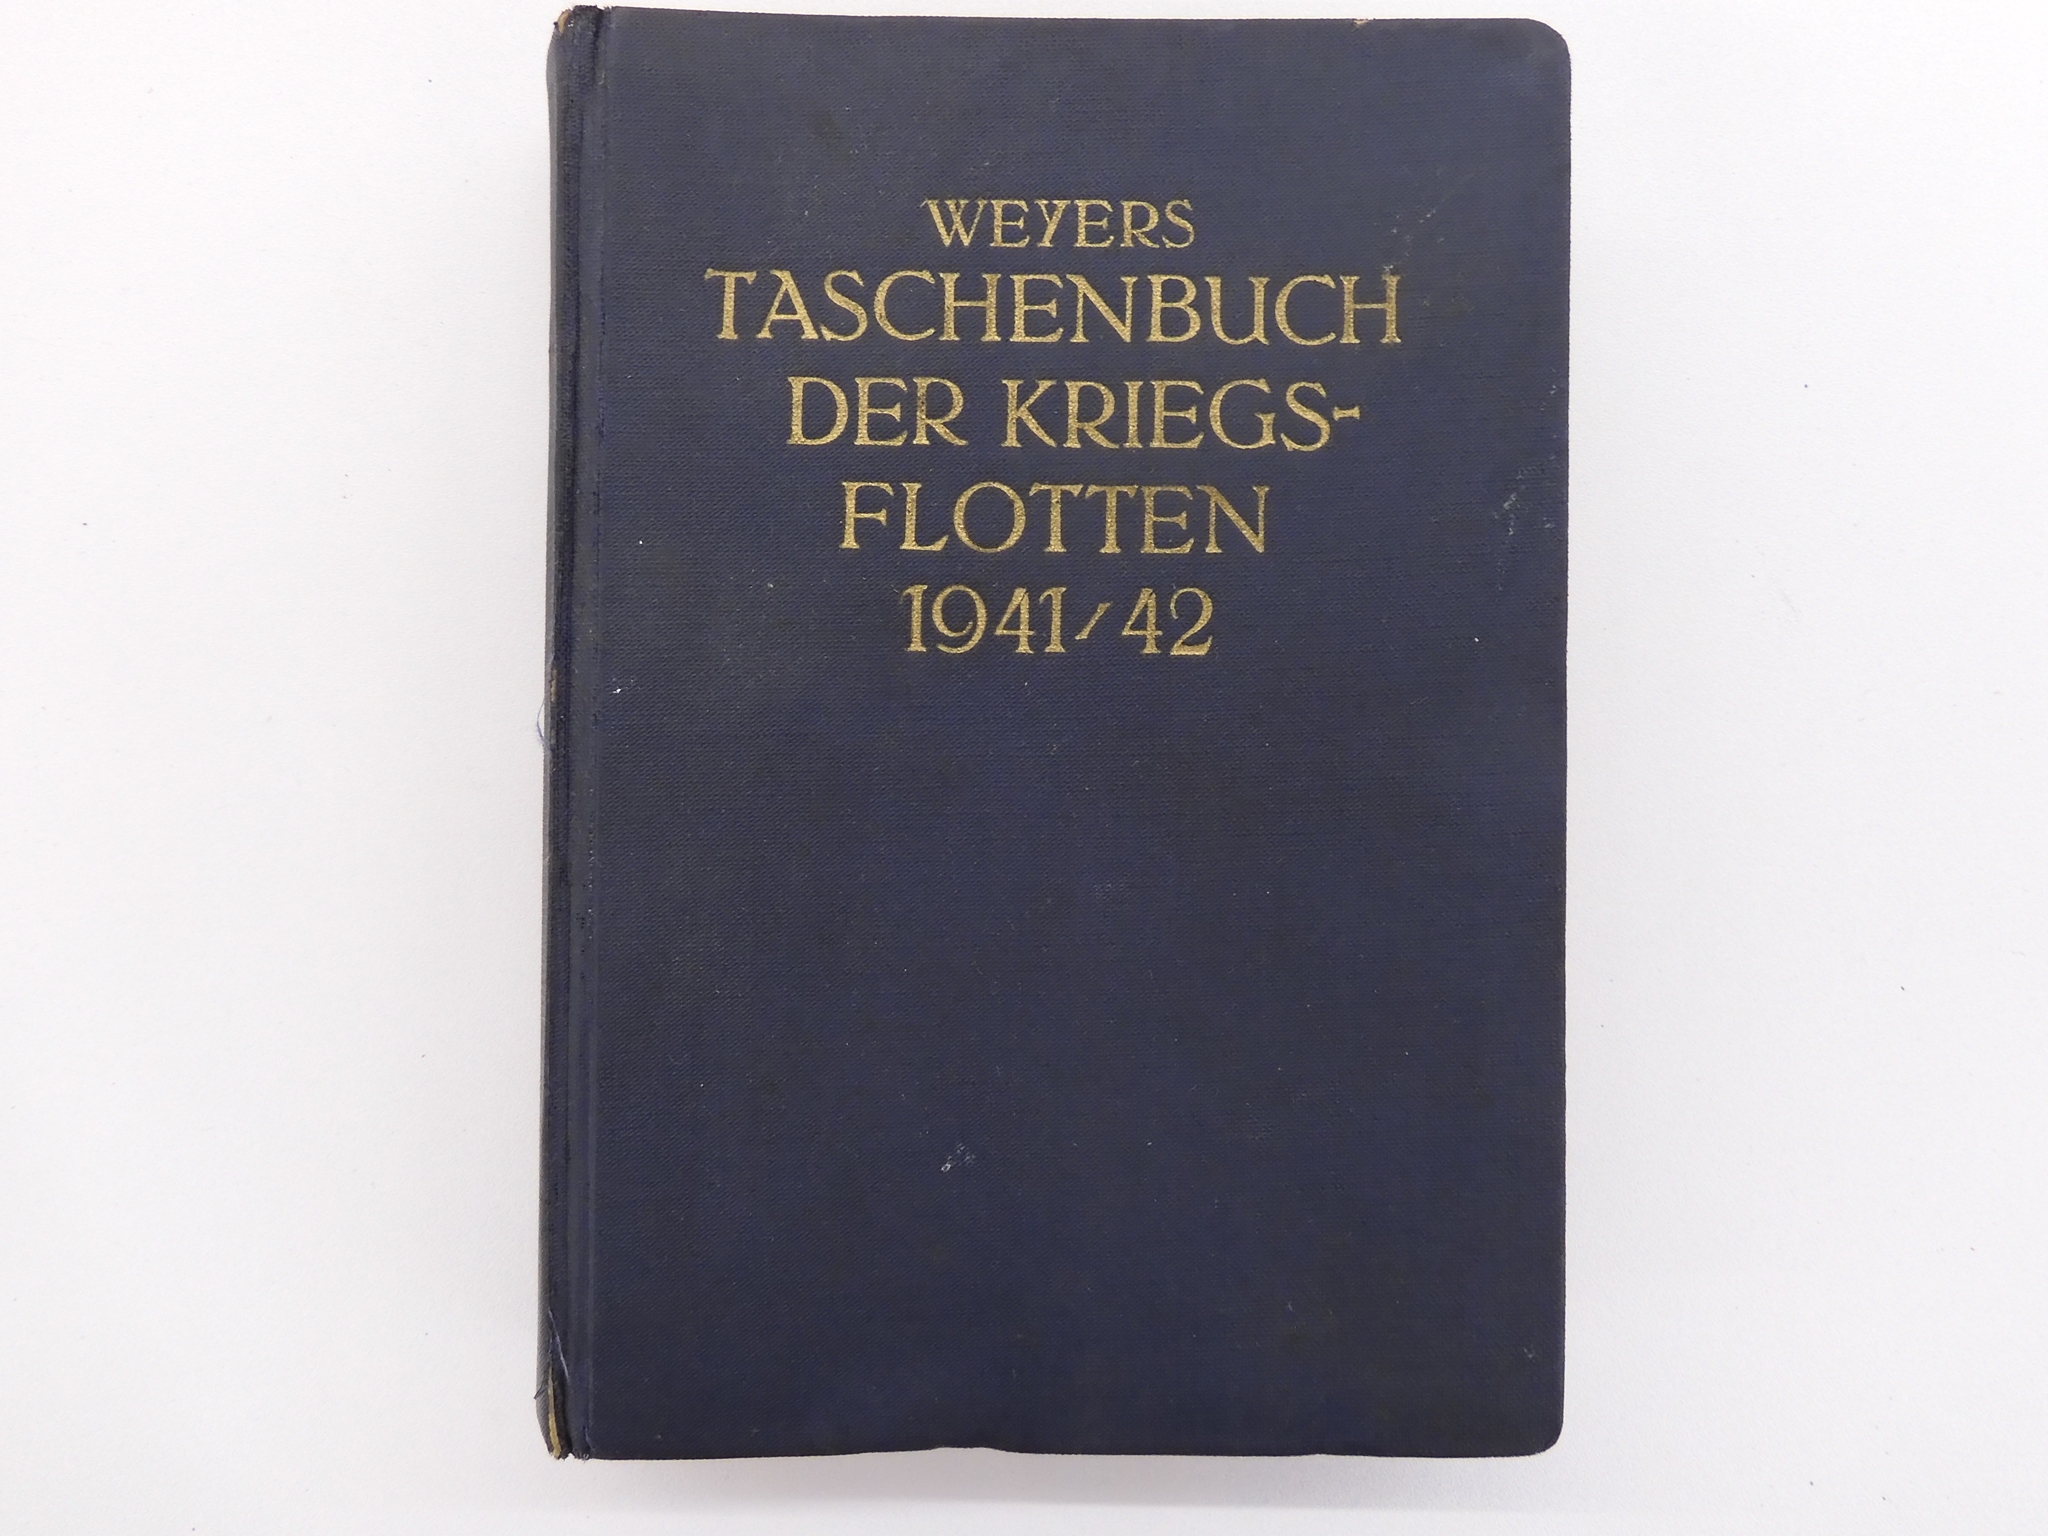 WEYERS
TASCHENBUCH
DER KRIEGS-
FLOTTEN
1941/42